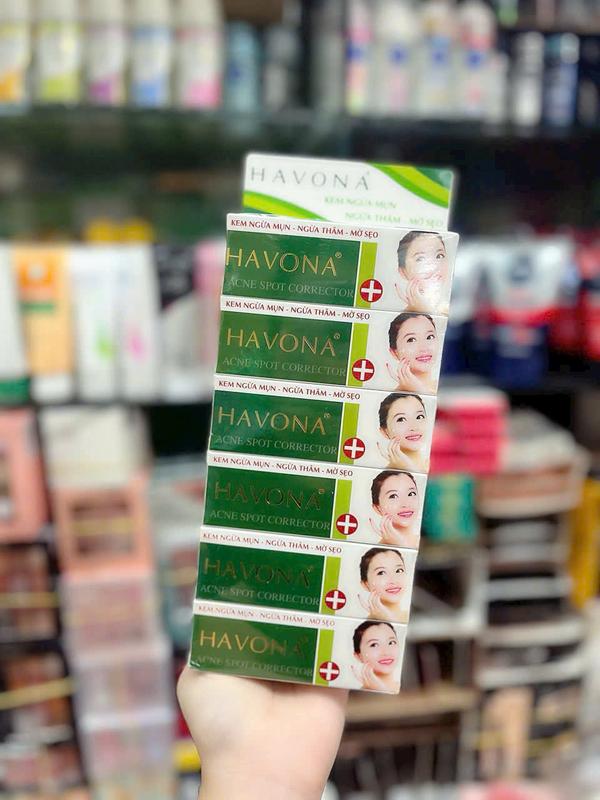 HAVONA
KEM NGỪA MỤN
NGỪA THÂM - MỜ SẸO
KEM NGỪA MỤN - NGỪA THÂM - MỜ SẸO
HAVONA®
ACNE SPOT CORRECTOR
KEM NGỪA MỤN - NGỪA THÂM - MỜ SẸO
HAVONA®
ACNE SPOT CORRECTOR
KEM NGỪA MỤN - NGỪA THÂM - MỜ SẸO
HAVONA®
ACNE SPOT CORRECTOR
KEM NGỪA MỤN - NGỪA THÂM - MỜ SẸO
HAVONA®
ACNE SPOT CORRECTOR
KEM NGỪA MỤN - NGỪA THÂM - MỜ SẸO
HAVONA
ACNE SPOT CORRECTOR
KEM NGỪA MỤN - NGỪA THÂM - MỜ SẸO
HAVONA
ACNE SPOT CORRECTOR